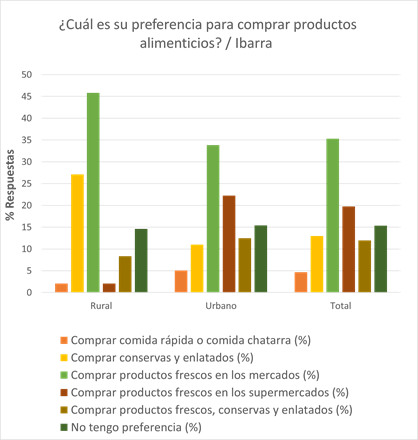 ¿Cuál es su preferencia para comprar productos
alimenticios? / Ibarra
50
45
40
35
30
25
20
15
10
5
0
% Respuestas
Rural
Urbano
Total
Comprar comida rápida o comida chatarra (%)
Comprar conservas y enlatados (%)
Comprar productos frescos en los mercados (%)
Comprar productos frescos en los supermercados (%)
Comprar productos frescos, conservas y enlatados (%)
No tengo preferencia (%)